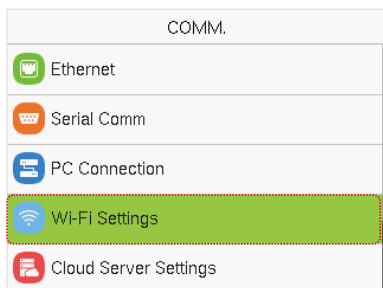 COMM.
Ethernet
Serial Comm
PC Connection
Wi-Fi Settings
Cloud Server Settings